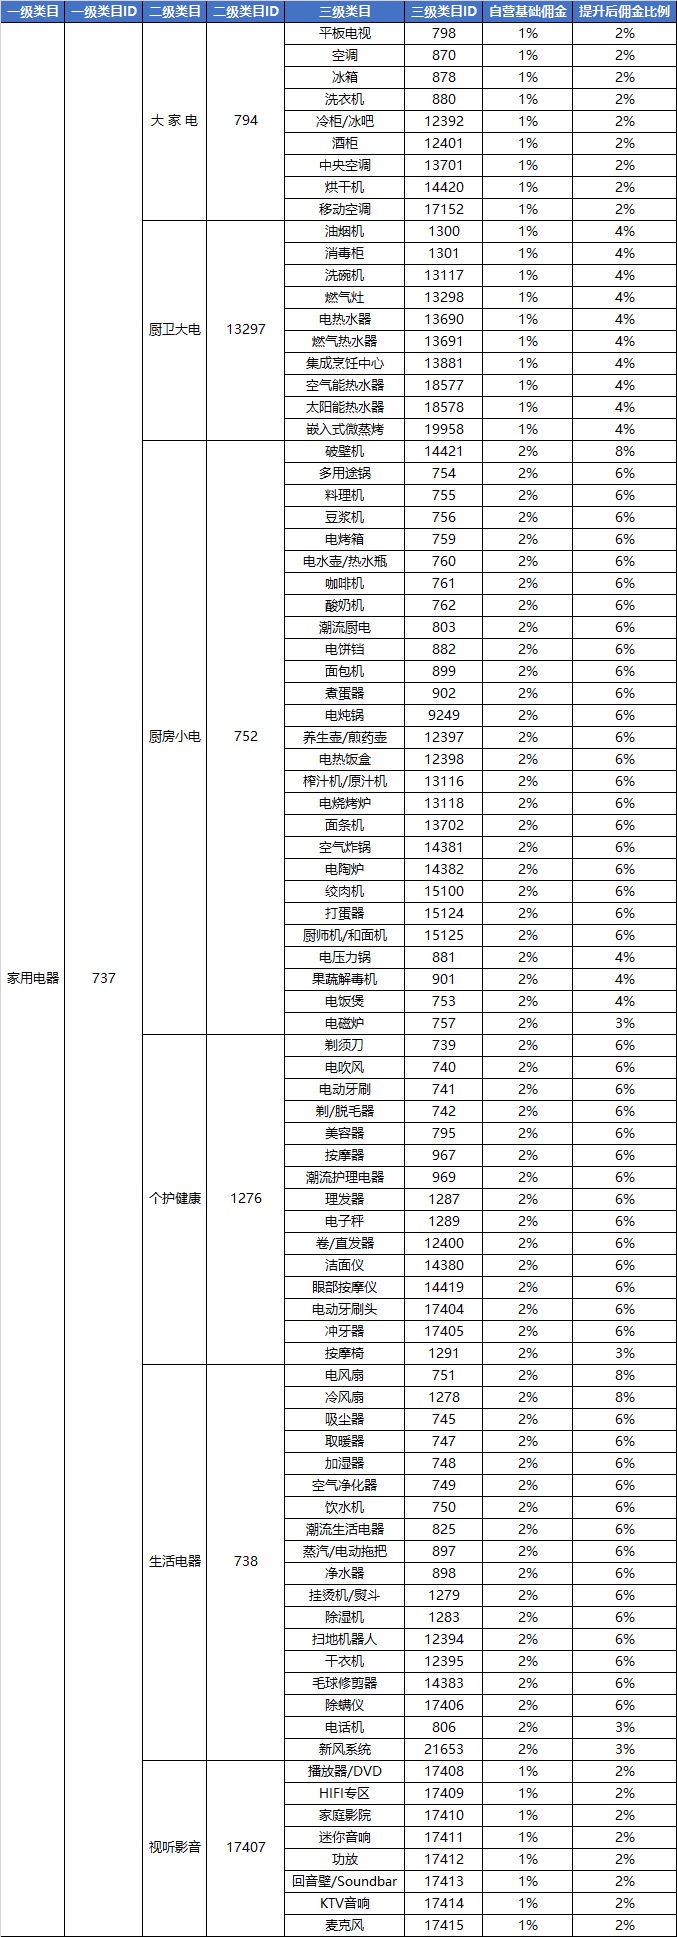 一级类目 一级类目ID 二级类目 二级类目ID 三级类目 三级类目ID 自营基础佣金 提升后佣金比例
平板电视 798 1% 2%
空调 870 1% 2%
冰箱 878 1% 2%
洗衣机 880 1% 2%
大 家 电 794 冷柜/冰吧 12392 1% 2%
酒柜 12401 1% 2%
中央空调 13701 1% 2%
烘干机 14420 1% 2%
移动空调 17152 1% 2%
油烟机 1300 1% 4%
消毒柜 1301 1% 4%
洗碗机 13117 1% 4%
燃气灶 13298 1% 4%
厨卫大电 13297 电热水器 13690 1% 4%
燃气热水器 13691 1% 4%
集成烹饪中心 13881 1% 4%
空气能热水器 18577 1% 4%
太阳能热水器 18578 1% 4%
嵌入式微蒸烤 19958 1% 4%
破壁机 14421 2% 8%
多用途锅 754 2% 6%
料理机 755 2% 6%
豆浆机 756 2% 6%
电烤箱 759 2% 6%
电水壶/热水瓶 760 2% 6%
咖啡机 761 2% 6%
酸奶机 762 2% 6%
潮流厨电 803 2% 6%
电饼铛 882 2% 6%
面包机 899 2% 6%
煮蛋器 902 2% 6%
电炖锅 9249 2% 6%
厨房小电 752 养生壶/煎药壶 12397 2% 6%
电热饭盒 12398 2% 6%
榨汁机/原汁机 13116 2% 6%
电烧烤炉 13118 2% 6%
面条机 13702 2% 6%
空气炸锅 14381 2% 6%
电陶炉 14382 2% 6%
绞肉机 15100 2% 6%
打蛋器 15124 2% 6%
厨师机/和面机 15125 2% 6%
电压力锅 881 2% 4%
家用电器 737 果蔬解毒机 901 2% 4%
电饭煲 753 2% 4%
电磁炉 757 2% 3%
剃须刀 739 2% 6%
电吹风 740 2% 6%
电动牙刷 741 2% 6%
剃/脱毛器 742 2% 6%
美容器 795 2% 6%
按摩器 967 2% 6%
潮流护理电器 969 2% 6%
个护健康 1276 理发器 1287 2% 6%
电子秤 1289 2% 6%
卷/直发器 12400 2% 6%
洁面仪 14380 2% 6%
眼部按摩仪 14419 2% 6%
电动牙刷头 17404 2% 6%
冲牙器 17405 2% 6%
按摩椅 1291 2% 3%
电风扇 751 2% 8%
冷风扇 1278 2% 8%
吸尘器 745 2% 6%
取暖器 747 2% 6%
加湿器 748 2% 6%
空气净化器 749 2% 6%
饮水机 750 2% 6%
潮流生活电器 825 2% 6%
生活电器 738 蒸汽/电动拖把 897 2% 6%
净水器 898 2% 6%
挂烫机/熨斗 1279 2% 6%
除湿机 1283 2% 6%
扫地机器人 12394 2% 6%
干衣机 12395 2% 6%
毛球修剪器 14383 2% 6%
除螨仪 17406 2% 6%
电话机 806 2% 3%
新风系统 21653 2% 3%
播放器/DVD 17408 1% 2%
HIFI专区 17409 1% 2%
家庭影院 17410 1% 2%
视听影音 17407 迷你音响 17411 1% 2%
功放 17412 1% 2%
回音壁/Soundbar 17413 1% 2%
KTV音响 17414 1% 2%
麦克风 17415 1% 2%